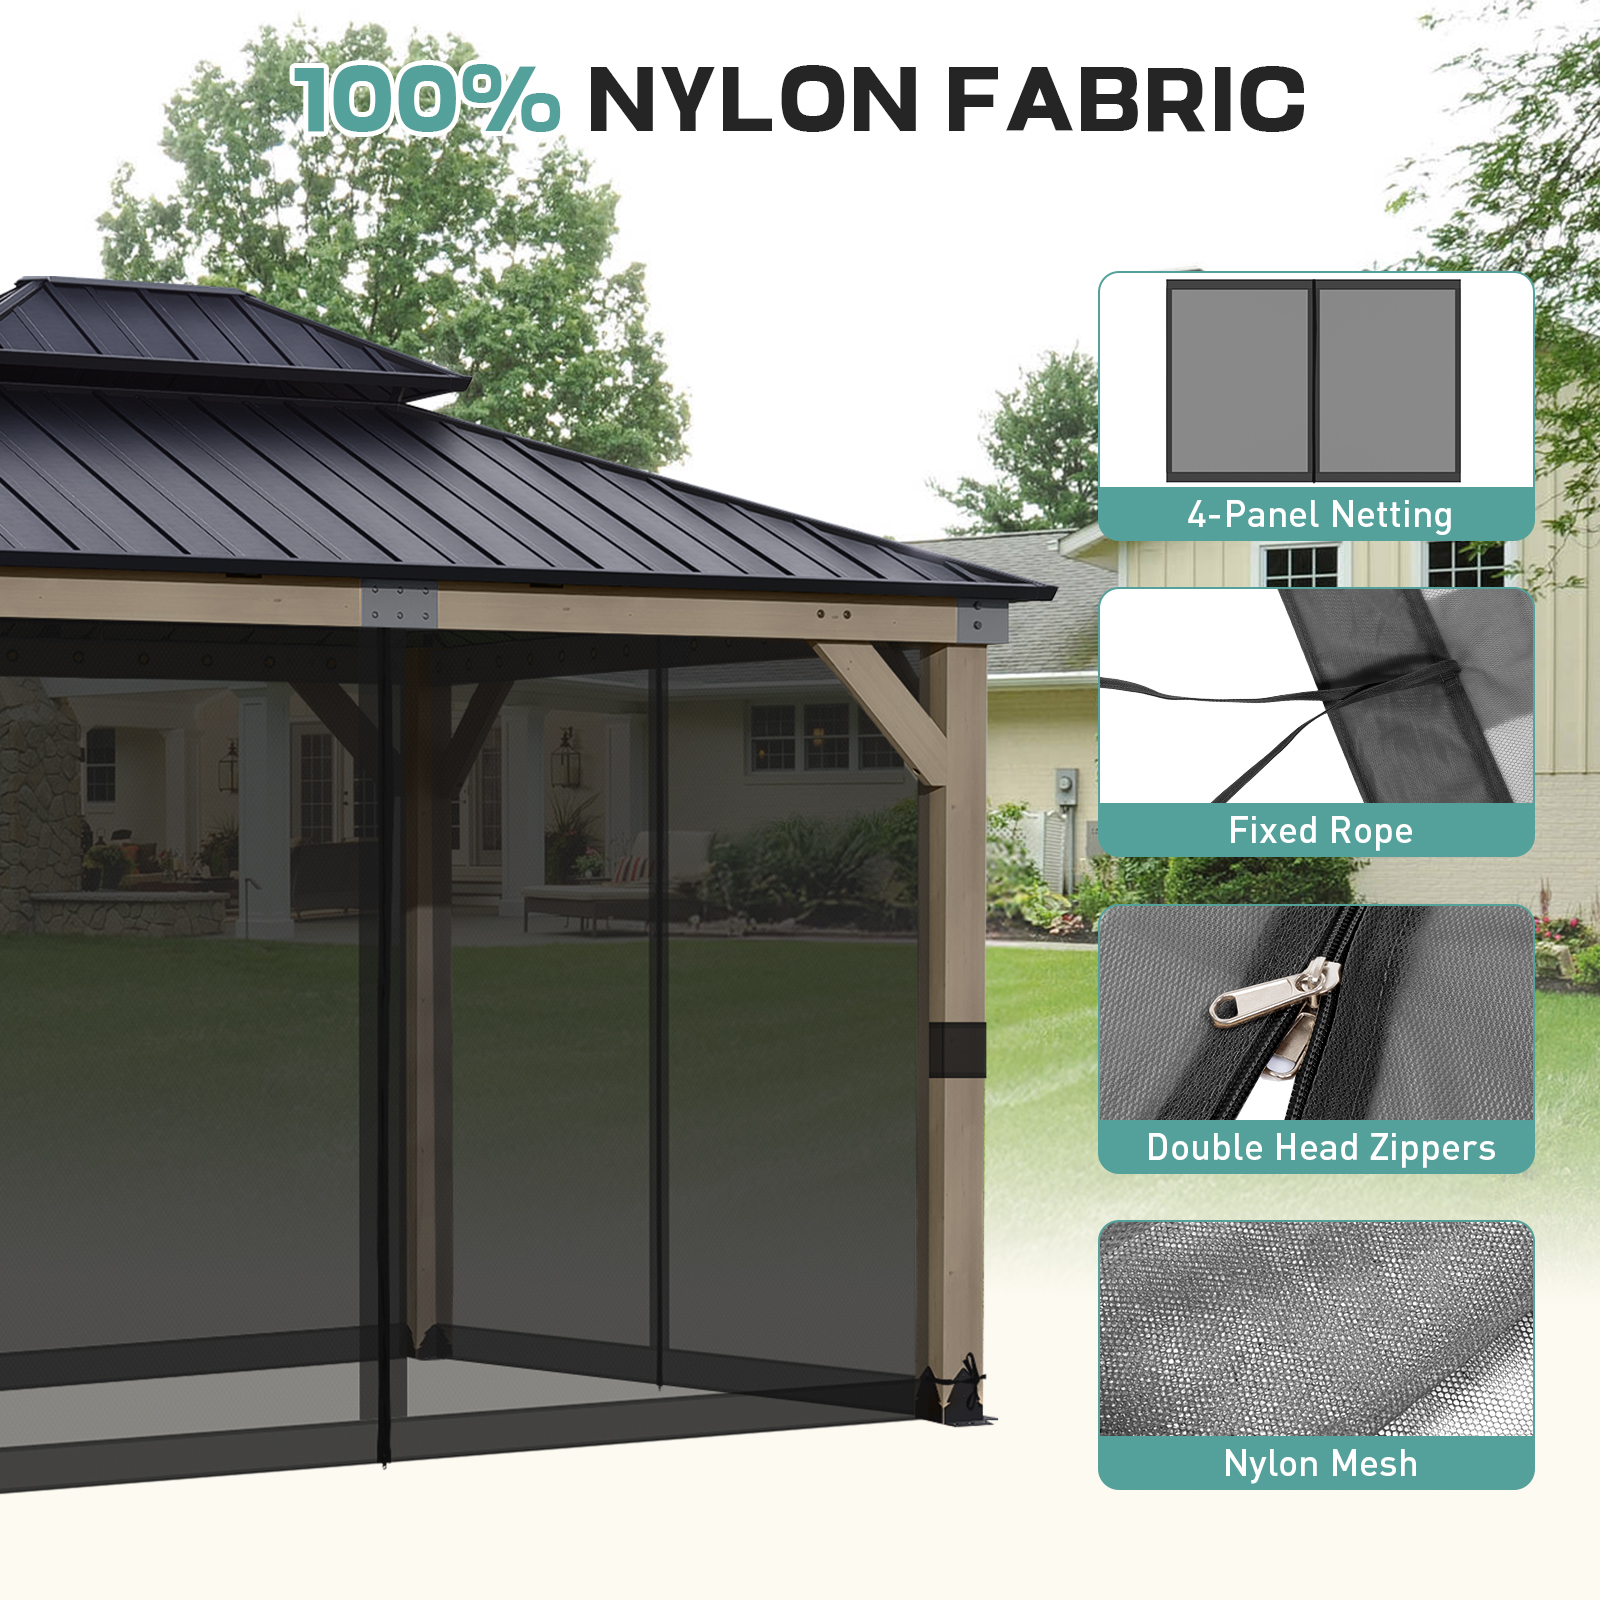 100% NYLON FABRIC
4-Panel Netting
Fixed Rope
Double Head Zippers
Nylon Mesh